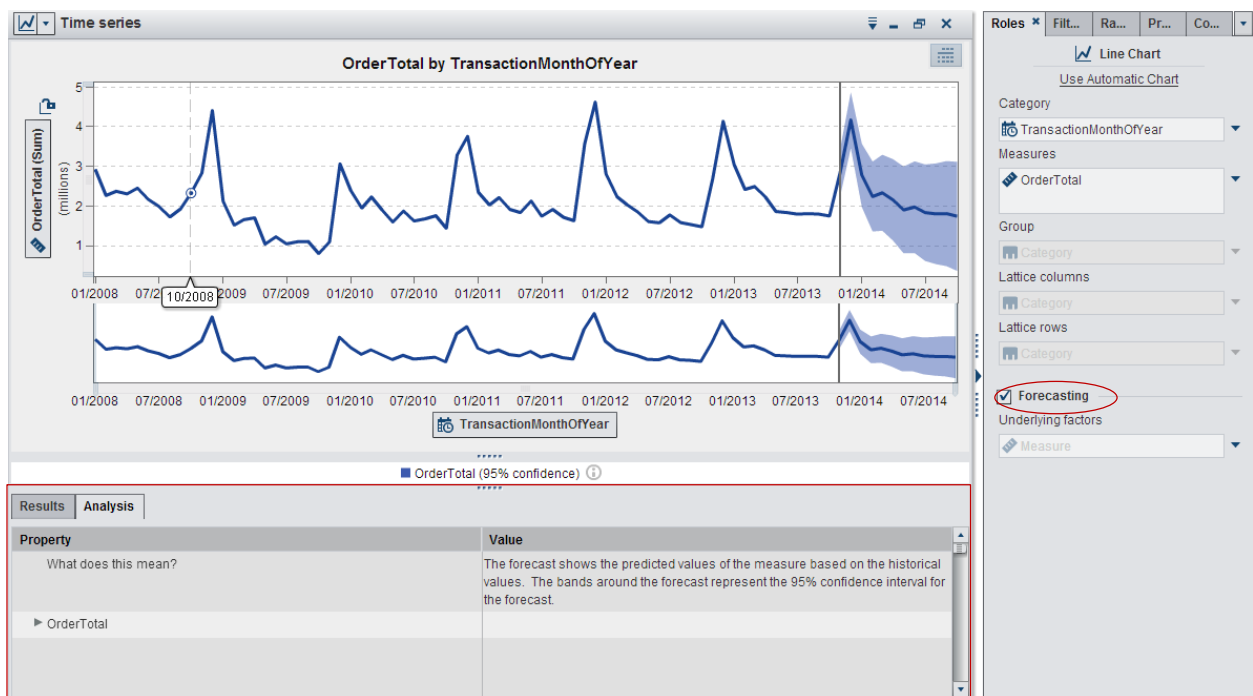 Time series
OrderTotal by TransactionMonthOfYear
OrderTotal (Sum)
(millions)
5
4
3
2
1
01/2008 07/2 10/2008 2009 07/2009 01/2010 07/2010 01/2011 07/2011 01/2012 07/2012 01/2013 07/2013 01/2014 07/2014
01/2008 07/2008 01/2009 07/2009 01/2010 07/2010 01/2011 07/2011 01/2012 07/2012 01/2013 07/2013 01/2014 07/2014
TransactionMonthOfYear
OrderTotal (95% confidence)
Results Analysis
Property Value
What does this mean? The forecast shows the predicted values of the measure based on the historical
values. The bands around the forecast represent the 95% confidence interval for
the forecast.
OrderTotal
Roles Filt... Ra... Pr... Co...
Line Chart
Use Automatic Chart
Category
TransactionMonthOfYear
Measures
OrderTotal
Group
Category
Lattice columns
Category
Lattice rows
Category
Forecasting
Underlying factors
Measure